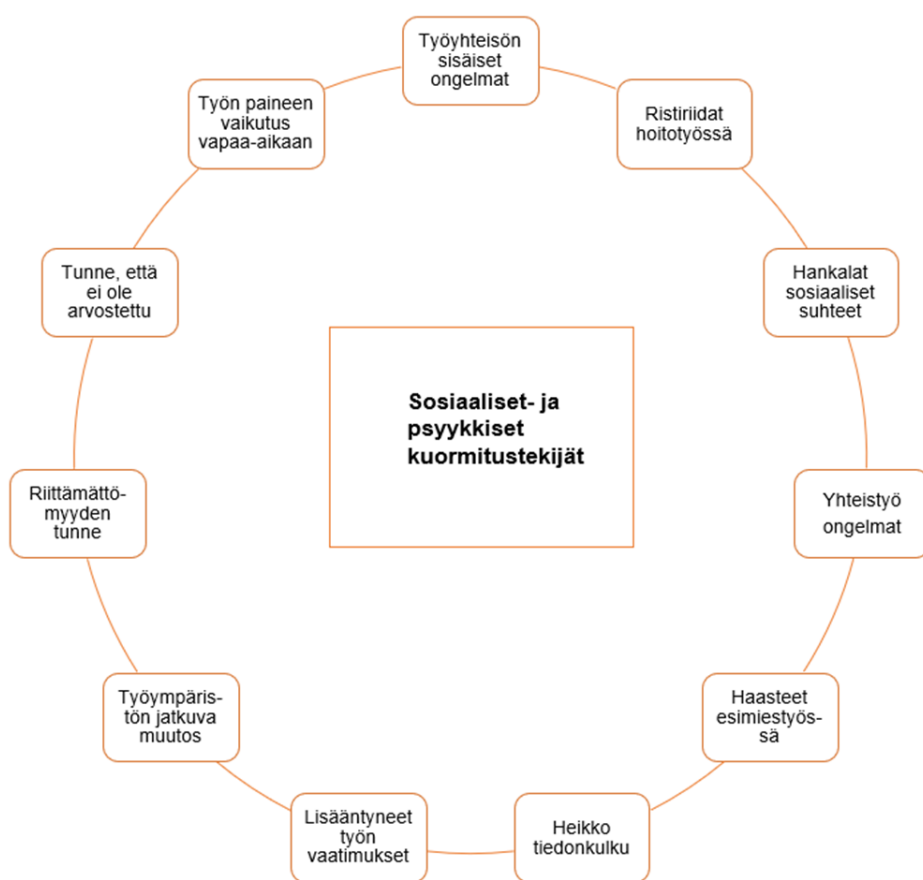 Työyhteisön
sisäiset
ongelmat
Ristiriidat
hoitotyössä
Hankalat
sosiaaliset
suhteet
Yhteistyö
ongelmat
Haasteet
esimiestyös-
sä
Heikko
tiedonkulku
Lisääntyneet
työn
vaatimukset
Työympäris-
tön jatkuva
muutos
Riittämättö-
myyden
tunne
Tunne, että
ei ole
arvostettu
Työn paineen
vaikutus
vapaa-aikaan
Sosiaaliset- ja
psyykkiset
kuormitustekijät